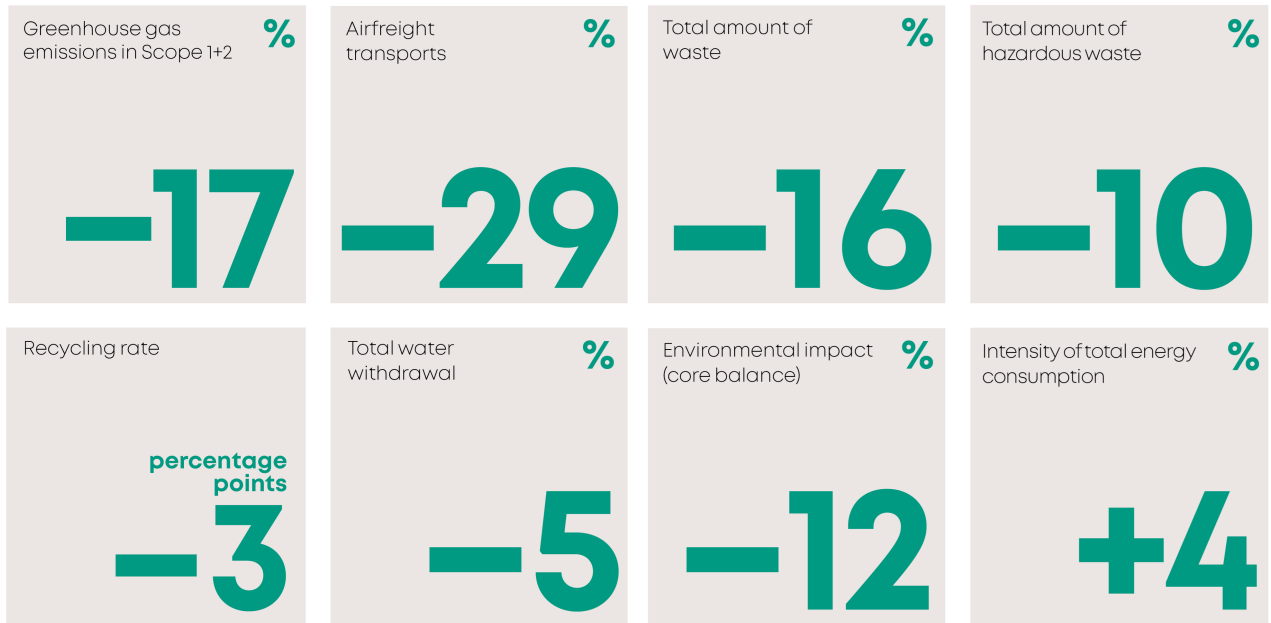 Greenhouse gas
emissions in Scope 1+2
%
–17
Airfreight
transports
%
–29
Total amount of
waste
%
–16
Total amount of
hazardous waste
%
–10
Recycling rate
percentage
points
–3
Total water
withdrawal
%
–5
Environmental impact
(core balance)
%
–12
Intensity of total energy
consumption
%
+4